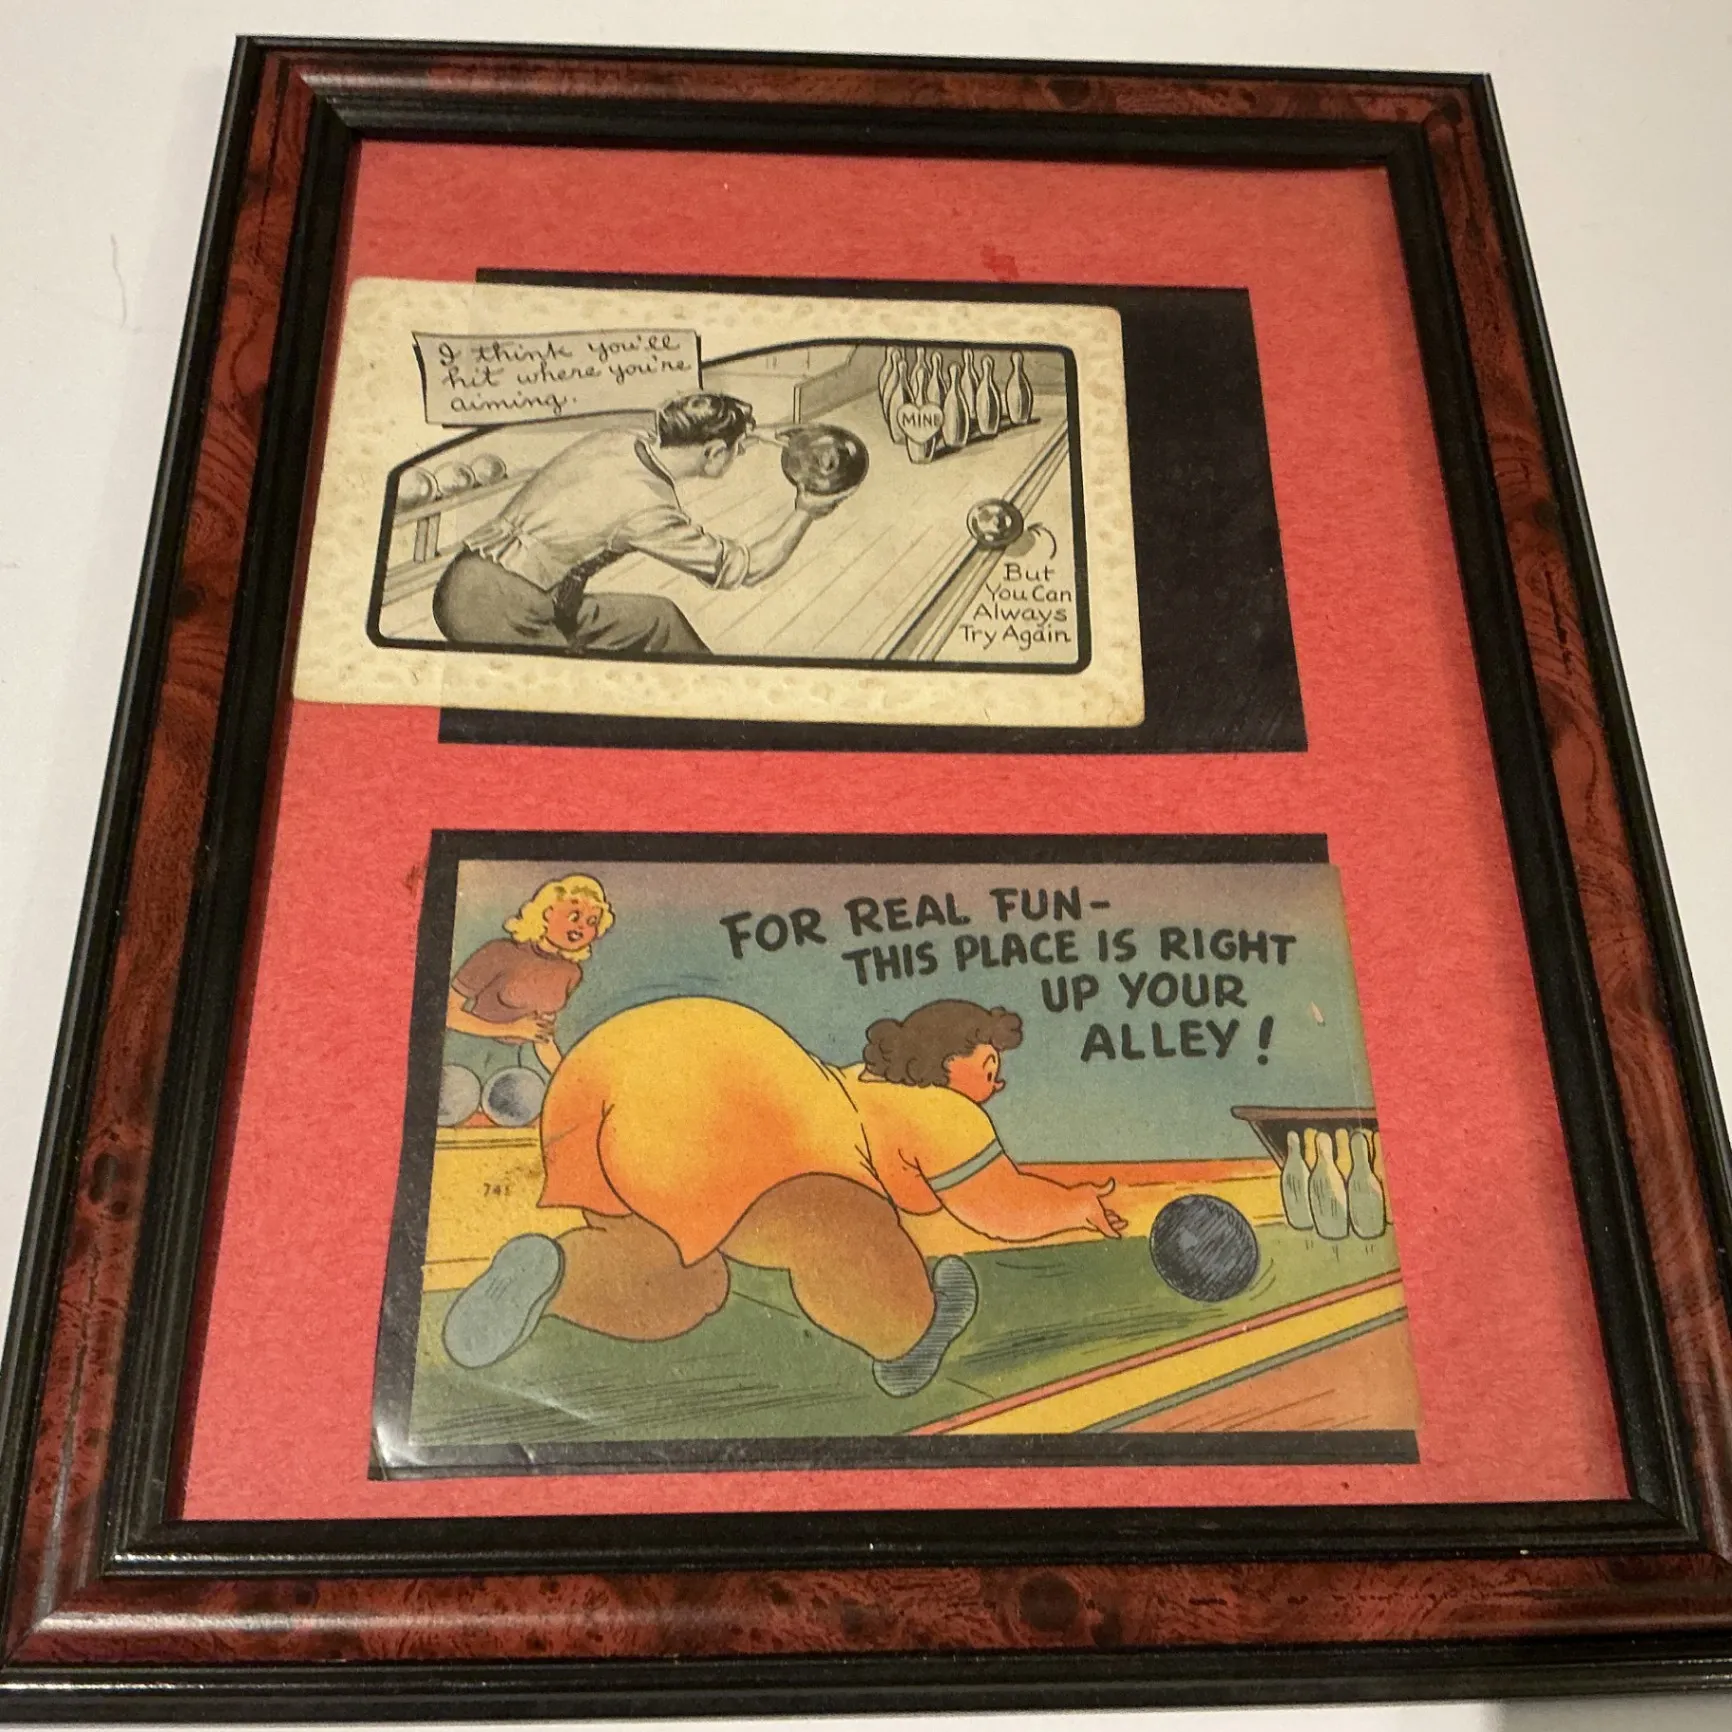 I think you'll
hit where you're
aiming.
MINE
But
You Can
Always
Try Again
FOR REAL FUN-
THIS PLACE IS RIGHT
UP YOUR
ALLEY!